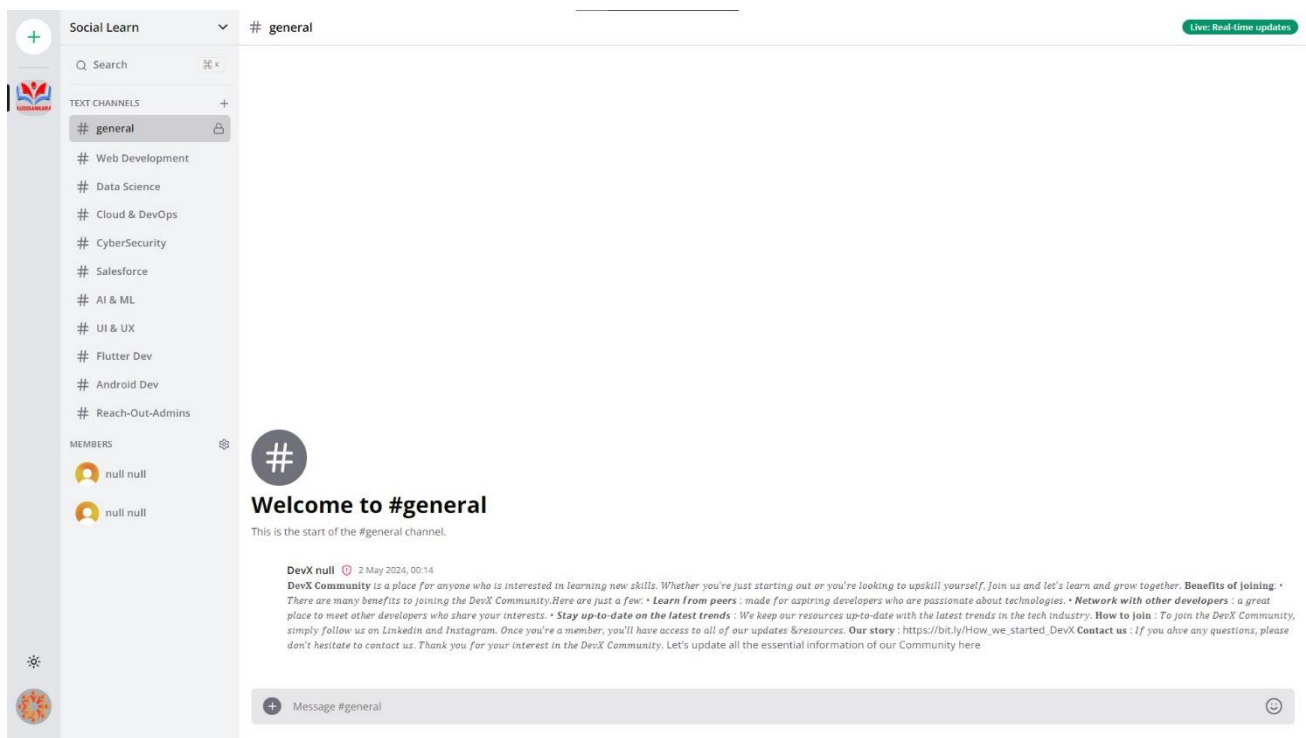 Social Learn
# general
Live: Real-time updates
Search
⌘ K
TEXT CHANNELS
# general
# Web Development
# Data Science
# Cloud & DevOps
# CyberSecurity
# Salesforce
# AI & ML
# UI & UX
# Flutter Dev
# Android Dev
# Reach-Out-Admins
MEMBERS
null null
null null
#
Welcome to #general
This is the start of the #general channel.
DevX null 2 May 2024, 00:14
DevX Community is a place for anyone who is interested in learning new skills. Whether you're just starting out or you're looking to upskill yourself, Join us and let's learn and grow together. Benefits of joining: •
There are many benefits to joining the DevX Community.Here are just a few: • Learn from peers : made for aspiring developers who are passionate about technologies. • Network with other developers : a great
place to meet other developers who share your interests. • Stay up-to-date on the latest trends : We keep our resources up-to-date with the latest trends in the tech industry. How to join : To join the DevX Community,
simply follow us on Linkedin and Instagram. Once you're a member, you'll have access to all of our updates &resources. Our story : https://bit.ly/How_we_started_DevX Contact us : If you ahve any questions, please
don't hesitate to contact us. Thank you for your interest in the DevX Community. Let's update all the essential information of our Community here
Message #general